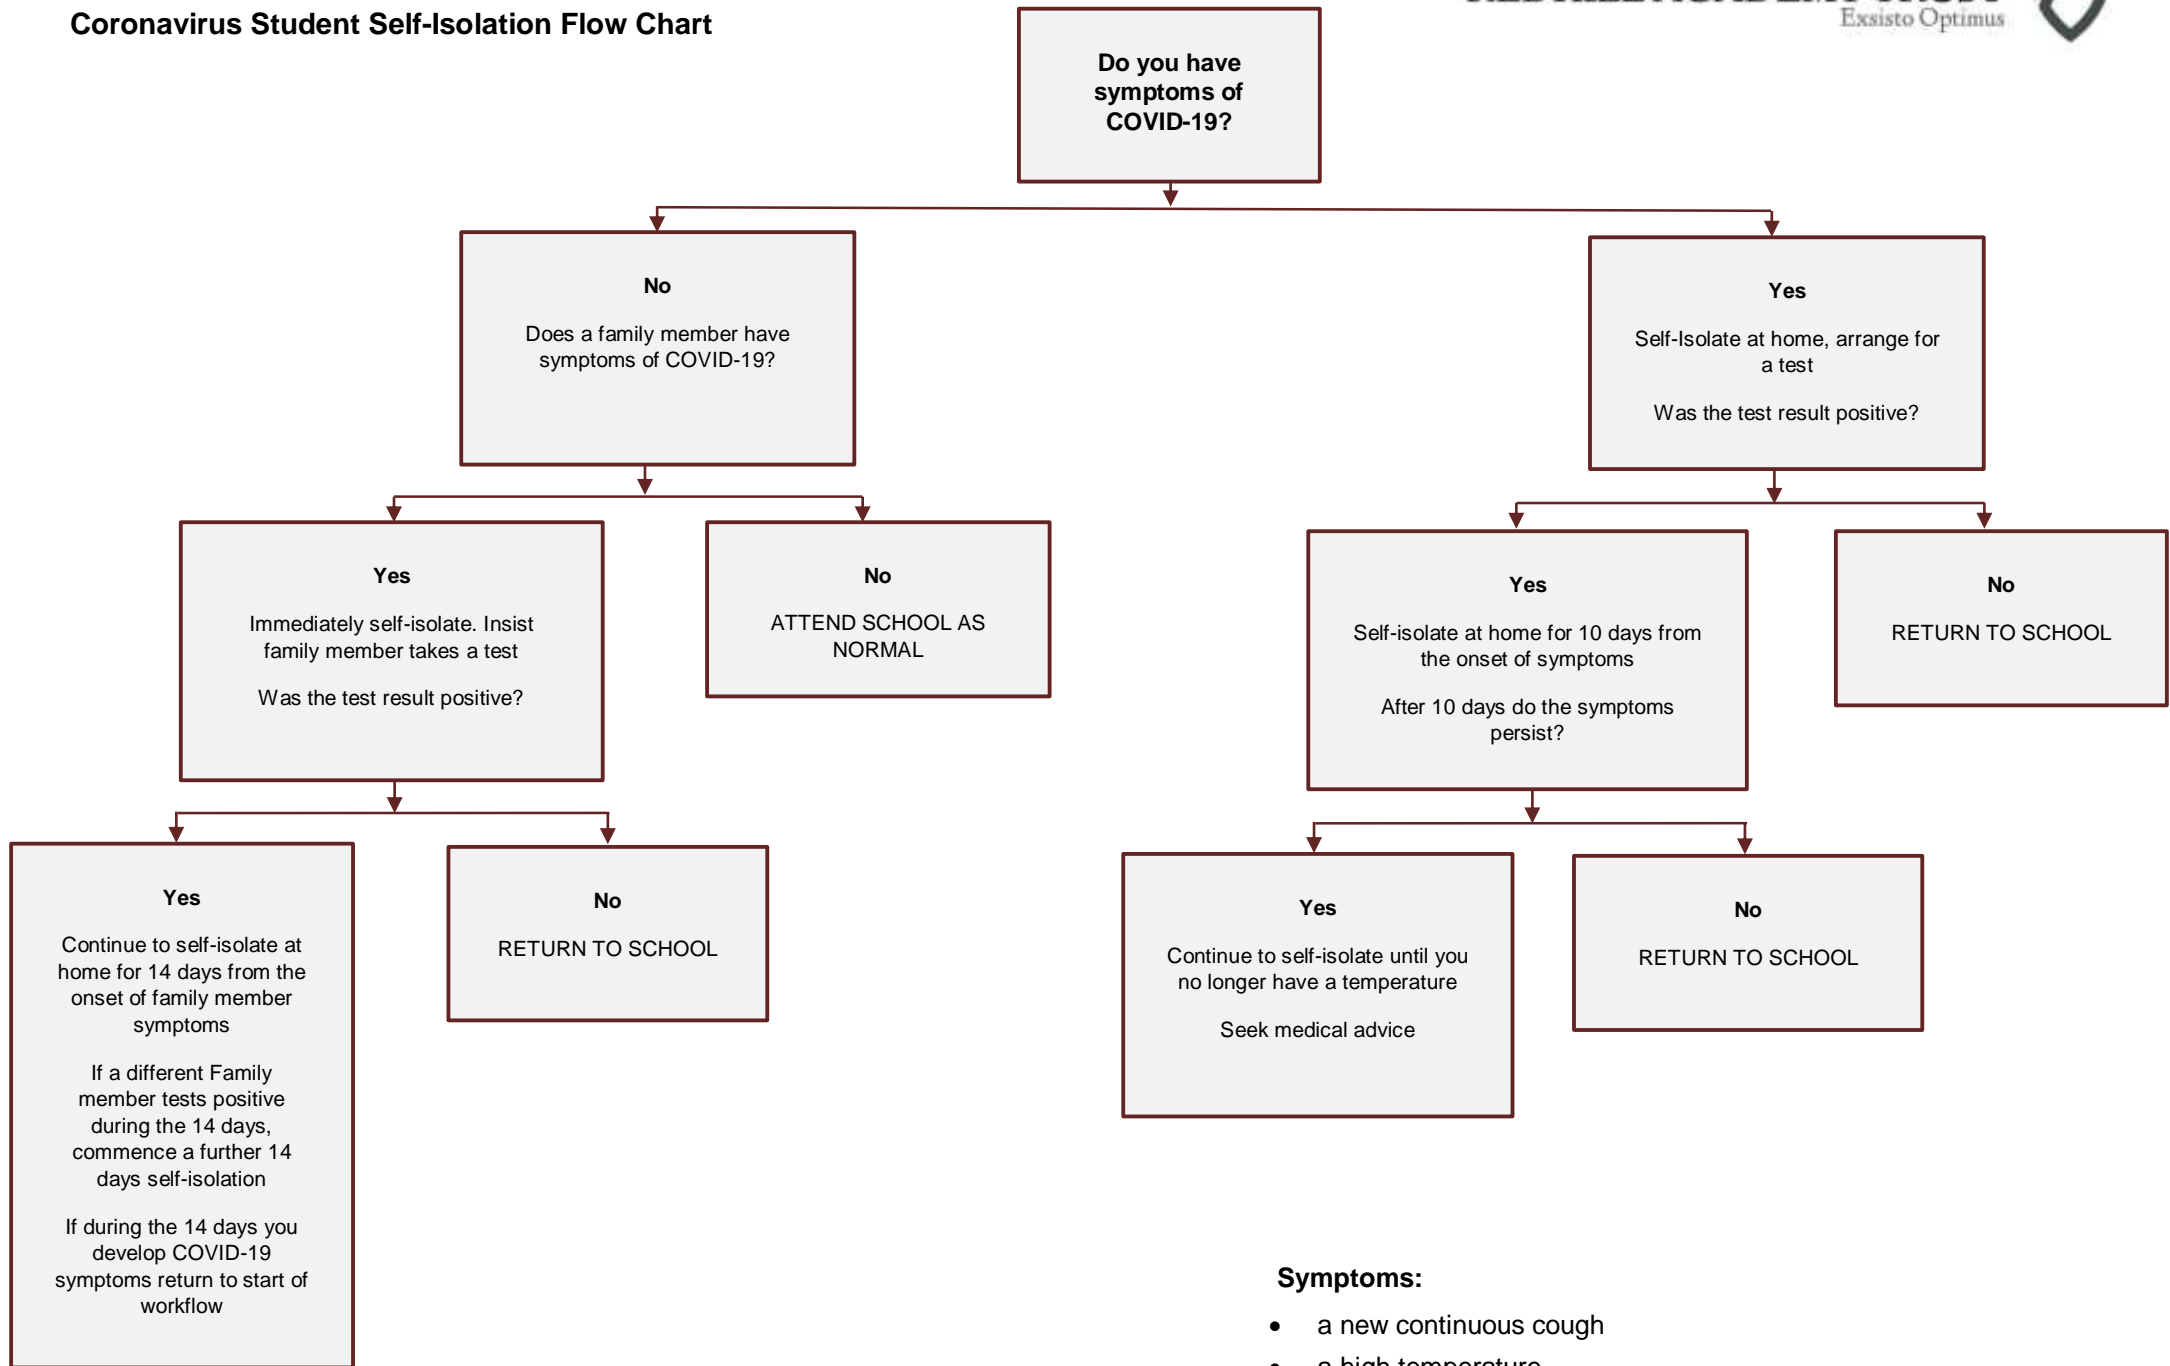 Coronavirus Student Self-Isolation Flow Chart
Exsisto Optimus
Do you have
symptoms of
COVID-19?
No
Does a family member have
symptoms of COVID-19?
Yes
Self-Isolate at home, arrange for
a test
Was the test result positive?
Yes
Immediately self-isolate. Insist
family member takes a test
Was the test result positive?
No
ATTEND SCHOOL AS
NORMAL
Yes
Self-isolate at home for 10 days from
the onset of symptoms
After 10 days do the symptoms
persist?
No
RETURN TO SCHOOL
Yes
Continue to self-isolate at
home for 14 days from the
onset of family member
symptoms
If a different Family
member tests positive
during the 14 days,
commence a further 14
days self-isolation
If during the 14 days you
develop COVID-19
symptoms return to start of
workflow
No
RETURN TO SCHOOL
Yes
Continue to self-isolate until you
no longer have a temperature
Seek medical advice
No
RETURN TO SCHOOL
Symptoms:
• a new continuous cough
• a high temperature